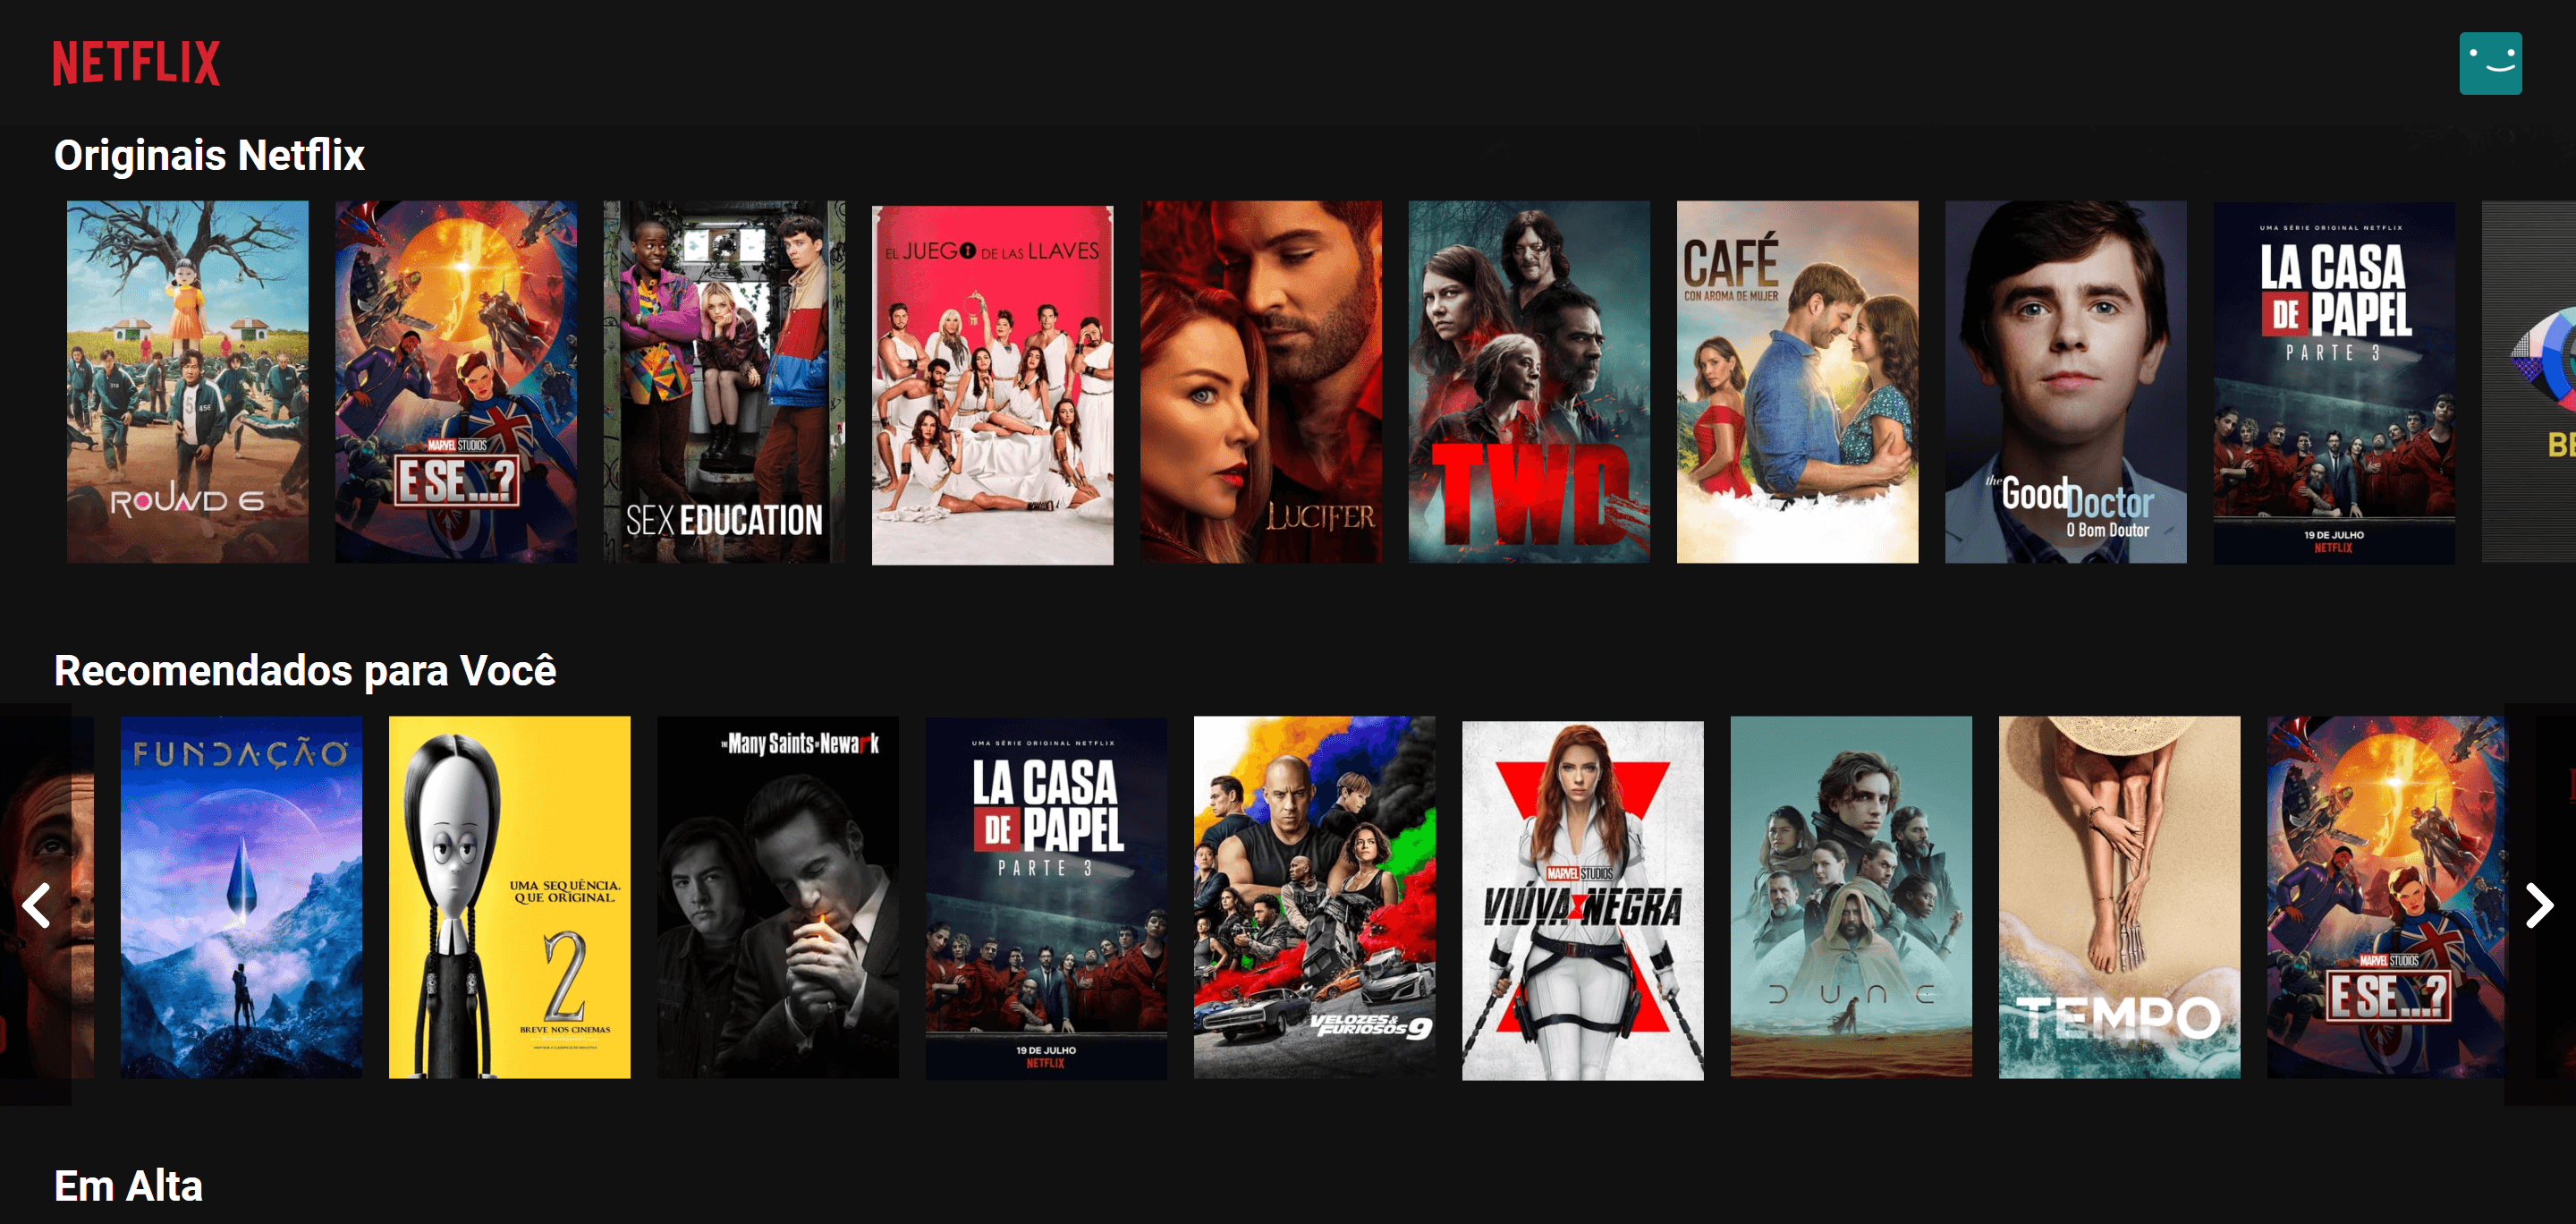 NETFLIX
Originais Netflix
ROUND 6
MARVEL STUDIOS
E SE...?
SEX EDUCATION
EL JUEGO DE LAS LLAVES
LUCIFER
TWD
CAFÉ
CON AROMA DE MUJER
the Good Doctor
O Bom Doutor
UMA SÉRIE ORIGINAL NETFLIX
LA CASA
DE PAPEL
PARTE 3
19 DE JULHO
NETFLIX
BE
Recomendados para Você
FUNDAÇÃO
UMA SEQUÊNCIA.
QUE ORIGINAL.
2
BREVE NOS CINEMAS
THE Many Saints OF Newark
UMA SÉRIE ORIGINAL NETFLIX
LA CASA
DE PAPEL
PARTE 3
19 DE JULHO
NETFLIX
VELOZES &
FURIOSOS 9
MARVEL STUDIOS
VIÚVA NEGRA
DUNE
TEMPO
MARVEL STUDIOS
E SE...?
Em Alta